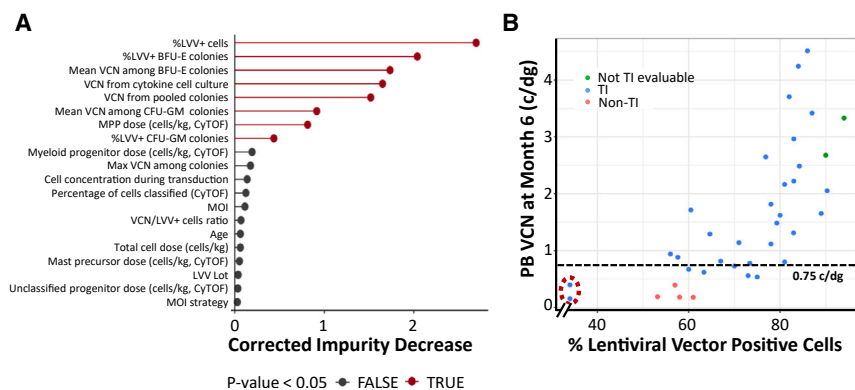 A
%LVV+ cells
%LVV+ BFU-E colonies
Mean VCN among BFU-E colonies
VCN from cytokine cell culture
VCN from pooled colonies
Mean VCN among CFU-GM colonies
MPP dose (cells/kg, CyTOF)
%LVV+ CFU-GM colonies
Myeloid progenitor dose (cells/kg, CyTOF)
Max VCN among colonies
Cell concentration during transduction
Percentage of cells classified (CyTOF)
MOI
VCN/LVV+ cells ratio
Age
Total cell dose (cells/kg)
Mast precursor dose (cells/kg, CyTOF)
LVV Lot
Unclassified progenitor dose (cells/kg, CyTOF)
MOI strategy
0 1 2
Corrected Impurity Decrease
P-value < 0.05 FALSE TRUE
B
PB VCN at Month 6 (c/dg)
4
3
2
1
0
Not TI evaluable
TI
Non-TI
0.75 c/dg
40 60 80
% Lentiviral Vector Positive Cells